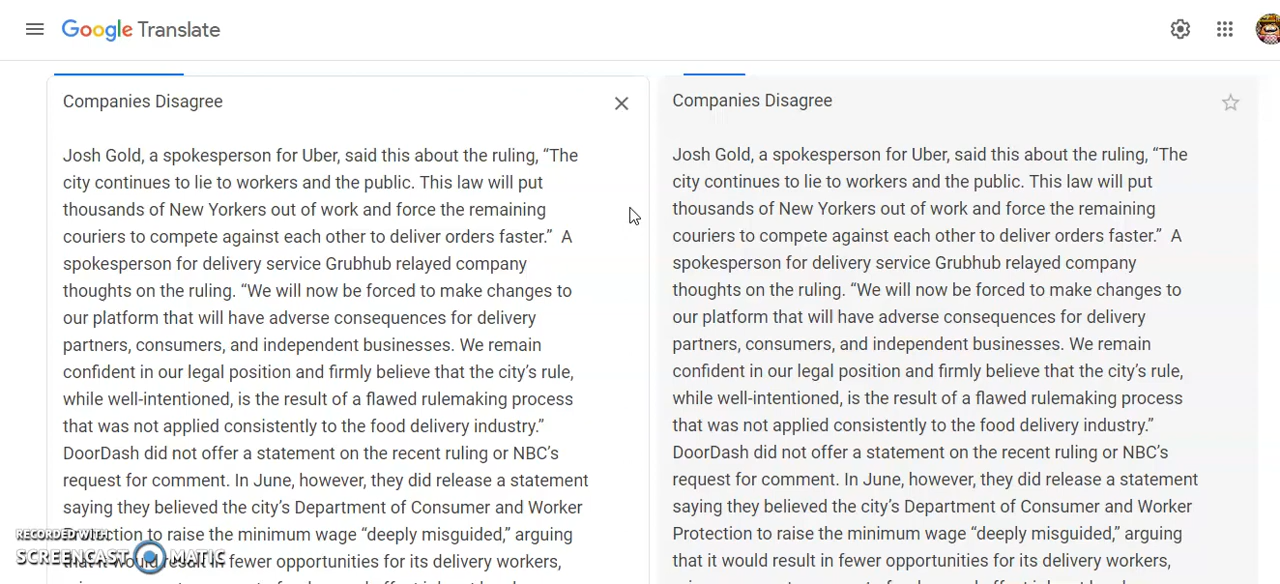 Google Translate
Companies Disagree
Josh Gold, a spokesperson for Uber, said this about the ruling, “The
city continues to lie to workers and the public. This law will put
thousands of New Yorkers out of work and force the remaining
couriers to compete against each other to deliver orders faster.”  A
spokesperson for delivery service Grubhub relayed company
thoughts on the ruling. “We will now be forced to make changes to
our platform that will have adverse consequences for delivery
partners, consumers, and independent businesses. We remain
confident in our legal position and firmly believe that the city’s rule,
while well-intentioned, is the result of a flawed rulemaking process
that was not applied consistently to the food delivery industry.”
DoorDash did not offer a statement on the recent ruling or NBC’s
request for comment. In June, however, they did release a statement
saying they believed the city’s Department of Consumer and Worker
Protection to raise the minimum wage “deeply misguided,” arguing
that it would result in fewer opportunities for its delivery workers,
Companies Disagree
Josh Gold, a spokesperson for Uber, said this about the ruling, “The
city continues to lie to workers and the public. This law will put
thousands of New Yorkers out of work and force the remaining
couriers to compete against each other to deliver orders faster.”  A
spokesperson for delivery service Grubhub relayed company
thoughts on the ruling. “We will now be forced to make changes to
our platform that will have adverse consequences for delivery
partners, consumers, and independent businesses. We remain
confident in our legal position and firmly believe that the city’s rule,
while well-intentioned, is the result of a flawed rulemaking process
that was not applied consistently to the food delivery industry.”
DoorDash did not offer a statement on the recent ruling or NBC’s
request for comment. In June, however, they did release a statement
saying they believed the city’s Department of Consumer and Worker
Protection to raise the minimum wage “deeply misguided,” arguing
that it would result in fewer opportunities for its delivery workers,
RECORDED WITH
SCREENCAST MATIC